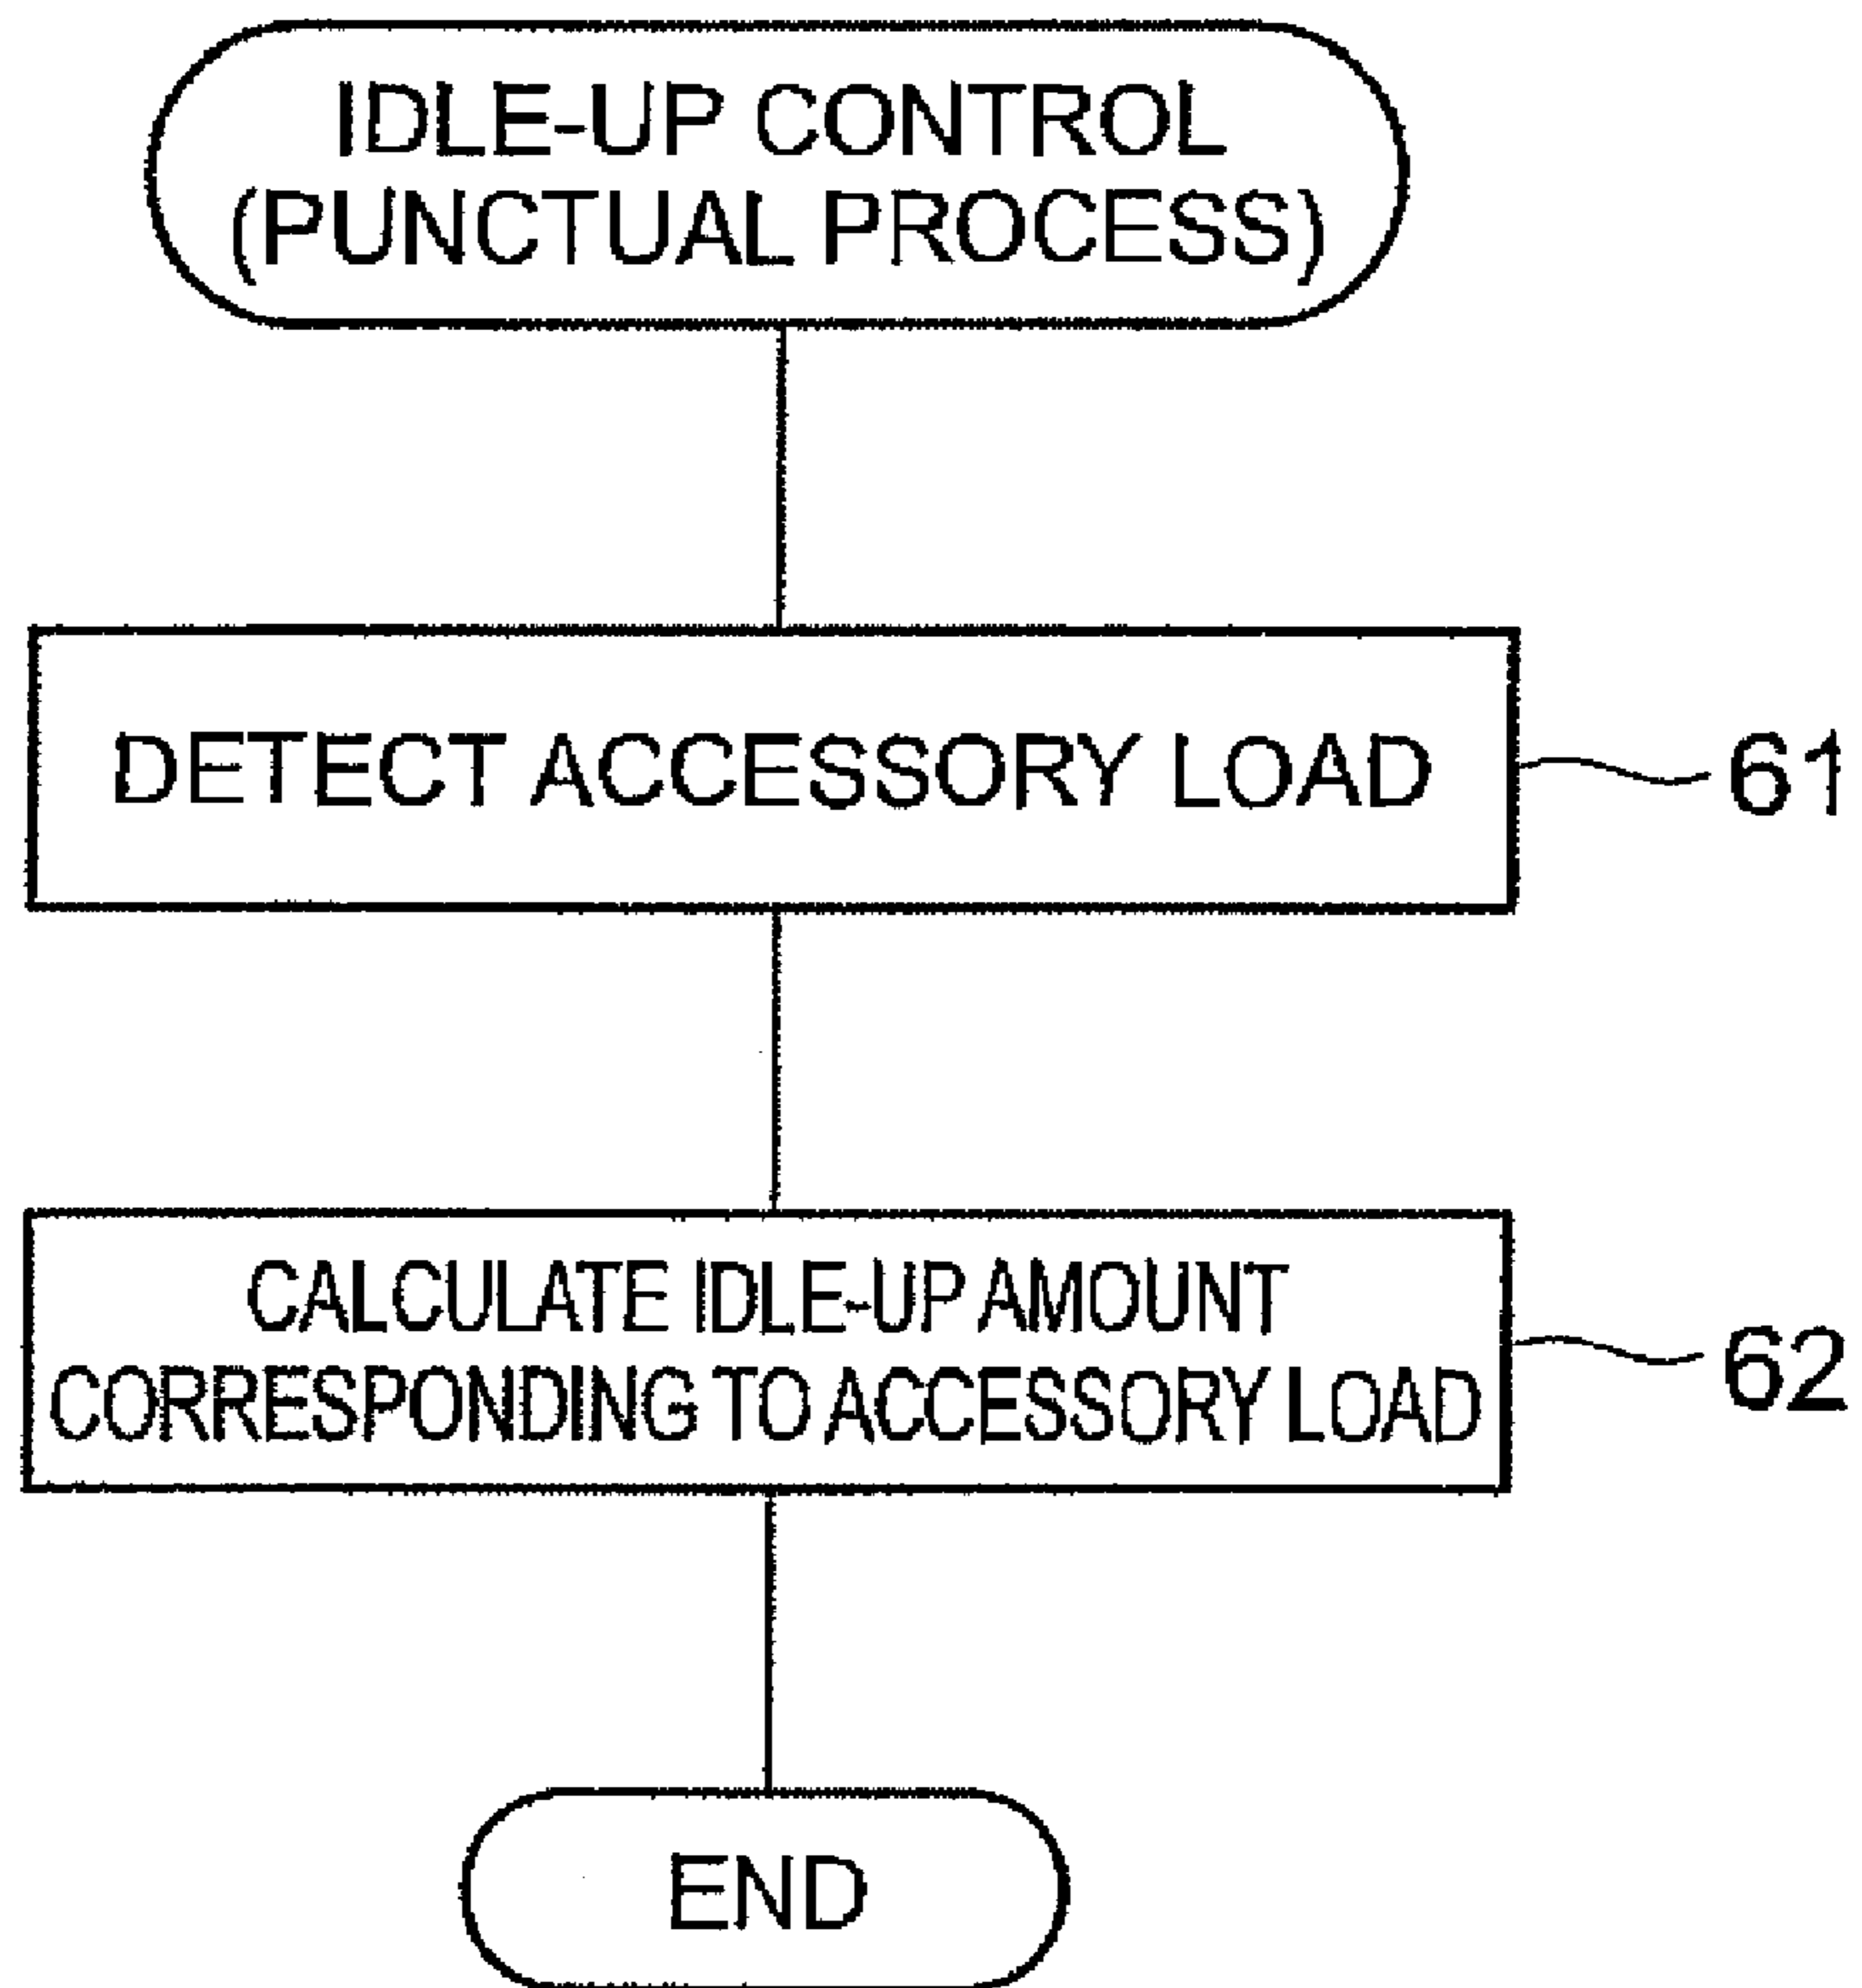 IDLE-UP CONTROL
(PUNCTUAL PROCESS)
DETECT ACCESSORY LOAD
61
CALCULATE IDLE-UP AMOUNT
CORRESPONDING TO ACCESSORY LOAD
62
END